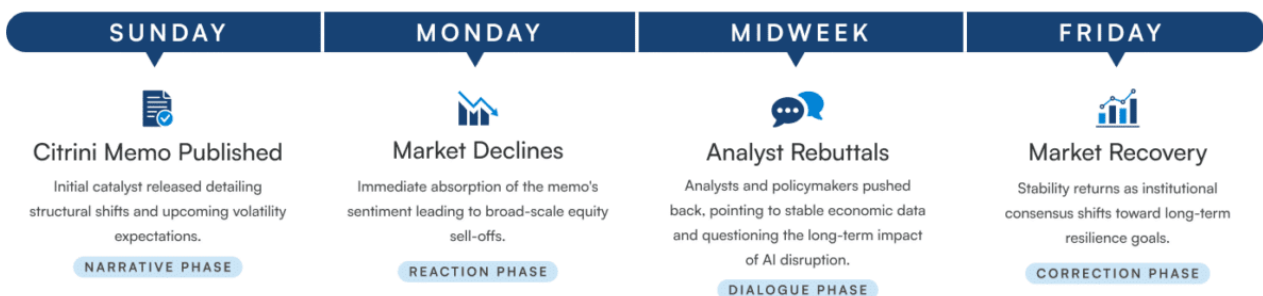 SUNDAY
MONDAY
MIDWEEK
FRIDAY
Citrini Memo Published
Initial catalyst released detailing
structural shifts and upcoming volatility
expectations.
NARRATIVE PHASE
Market Declines
Immediate absorption of the memo's
sentiment leading to broad-scale equity
sell-offs.
REACTION PHASE
Analyst Rebuttals
Analysts and policymakers pushed
back, pointing to stable economic data
and questioning the long-term impact
of AI disruption.
DIALOGUE PHASE
Market Recovery
Stability returns as institutional
consensus shifts toward long-term
resilience goals.
CORRECTION PHASE